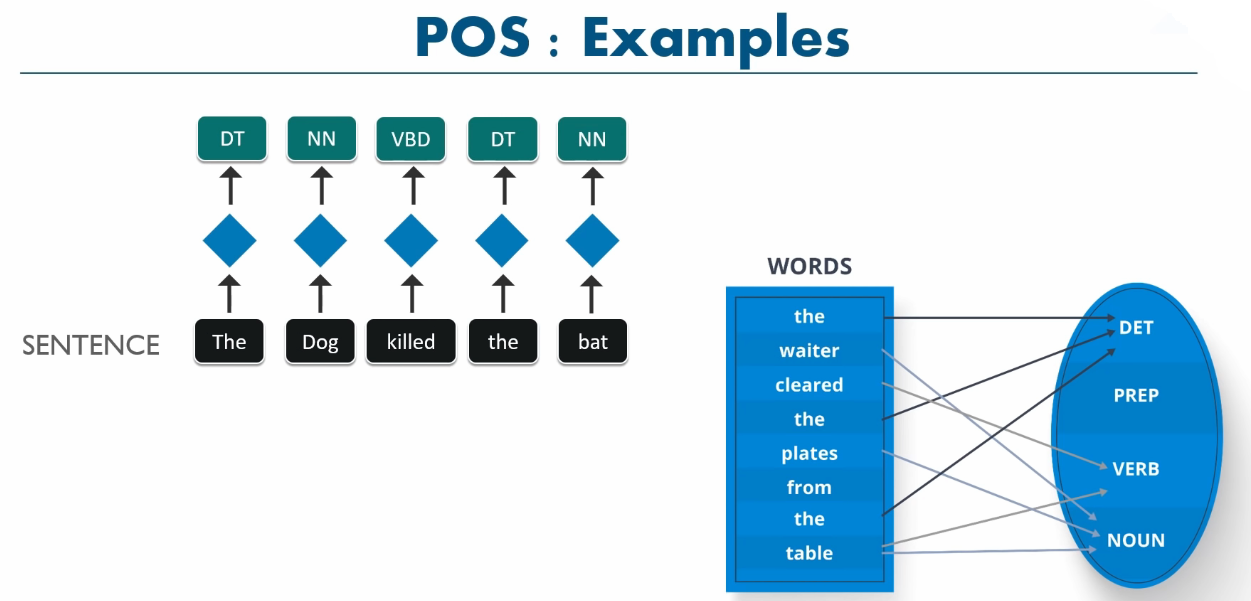 POS : Examples
DT NN VBD DT NN
SENTENCE The Dog killed the bat
WORDS
the
waiter
cleared
the
plates
from
the
table
DET
PREP
VERB
NOUN